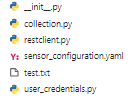 __init__.py
collection.py
restclient.py
sensor_configuration.yaml
test.txt
user_credentials.py